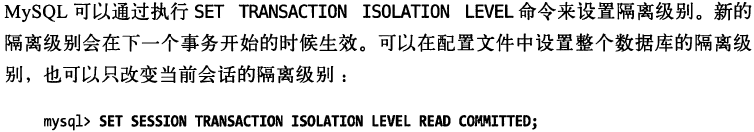 MySQL 可以通过执行 SET TRANSACTION ISOLATION LEVEL 命令来设置隔离级别。新的
隔离级别会在下一个事务开始的时候生效。可以在配置文件中设置整个数据库的隔离级
别，也可以只改变当前会话的隔离级别：
mysql> SET SESSION TRANSACTION ISOLATION LEVEL READ COMMITTED;